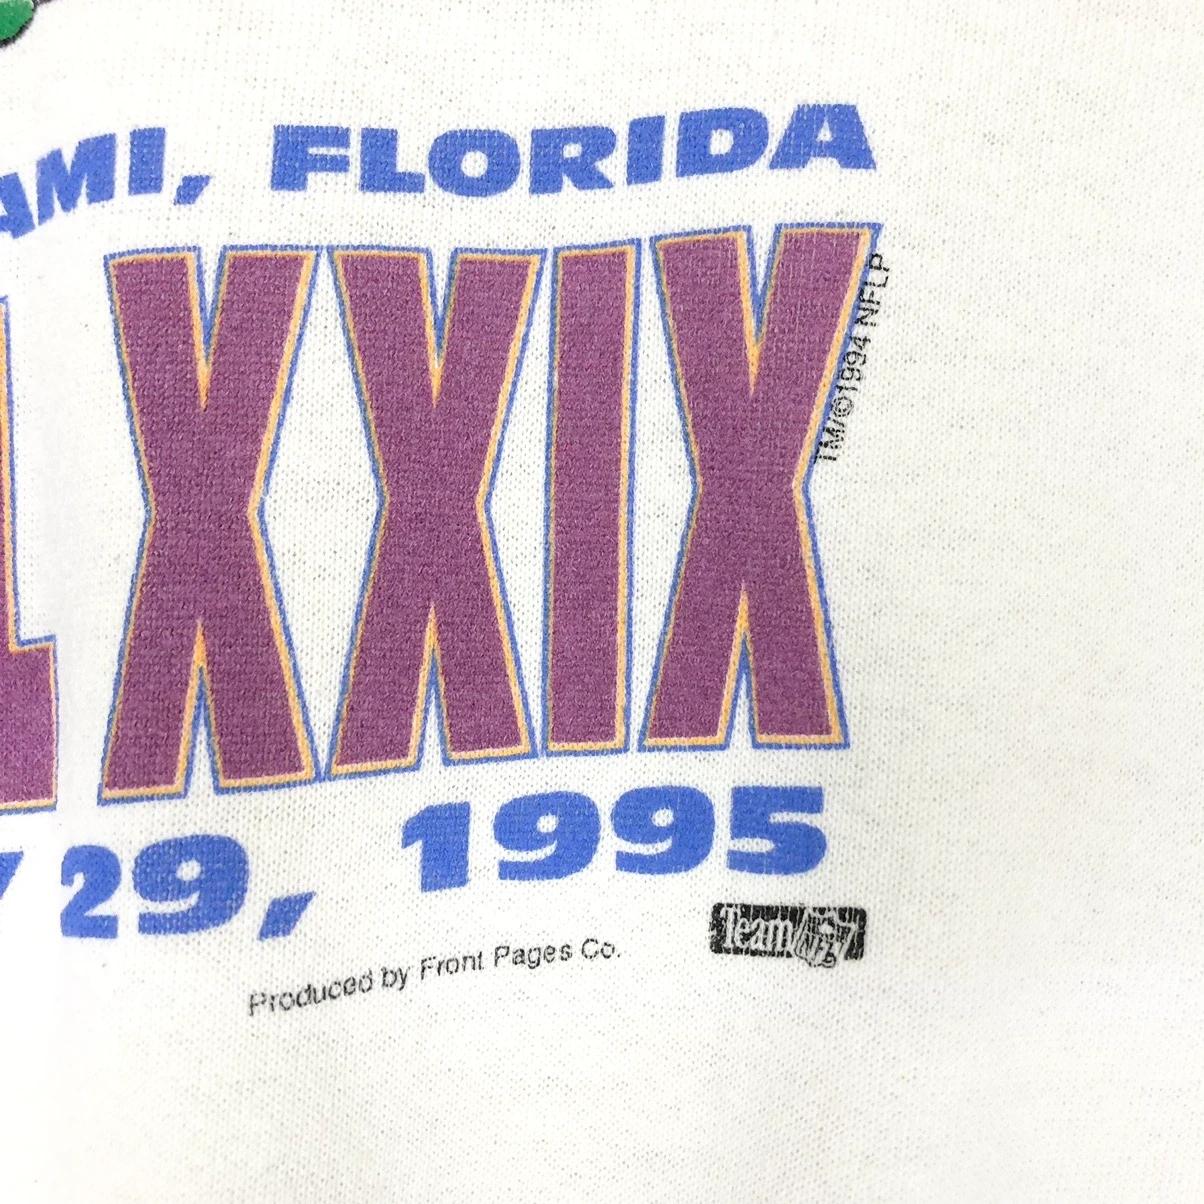 AMI, FLORIDA
L XXIX
TM/©1994 NFLP
Y 29, 1995
Produced by Front Pages Co.
Team NFL